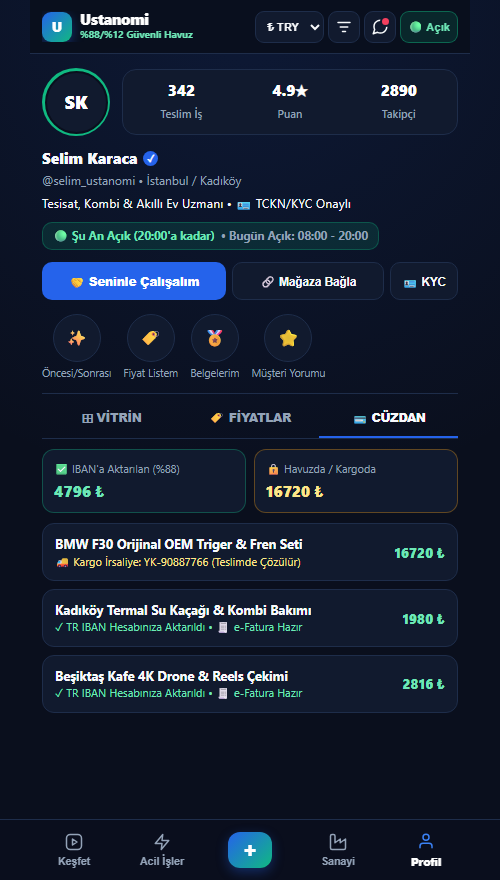 U
Ustanomi
%88/%12 Güvenli Havuz
₺ TRY
Açık
SK
342
Teslim İş
4.9★
Puan
2890
Takipçi
Selim Karaca
@selim_ustanomi • İstanbul / Kadıköy
Tesisat, Kombi & Akıllı Ev Uzmanı • 🪪 TCKN/KYC Onaylı
Şu An Açık (20:00'a kadar) • Bugün Açık: 08:00 - 20:00
🤝 Seninle Çalışalım
🔗 Mağaza Bağla
🪪 KYC
Öncesi/Sonrası
Fiyat Listem
Belgelerim
Müşteri Yorumu
VİTRİN
FİYATLAR
CÜZDAN
✅ IBAN'a Aktarılan (%88)
4796 ₺
🔒 Havuzda / Kargoda
16720 ₺
BMW F30 Orijinal OEM Triger & Fren Seti
16720 ₺
🚚 Kargo İrsaliye: YK-90887766 (Teslimde Çözülür)
Kadıköy Termal Su Kaçağı & Kombi Bakımı
1980 ₺
✓ TR IBAN Hesabınıza Aktarıldı • 🧾 e-Fatura Hazır
Beşiktaş Kafe 4K Drone & Reels Çekimi
2816 ₺
✓ TR IBAN Hesabınıza Aktarıldı • 🧾 e-Fatura Hazır
Keşfet
Acil İşler
+
Sanayi
Profil